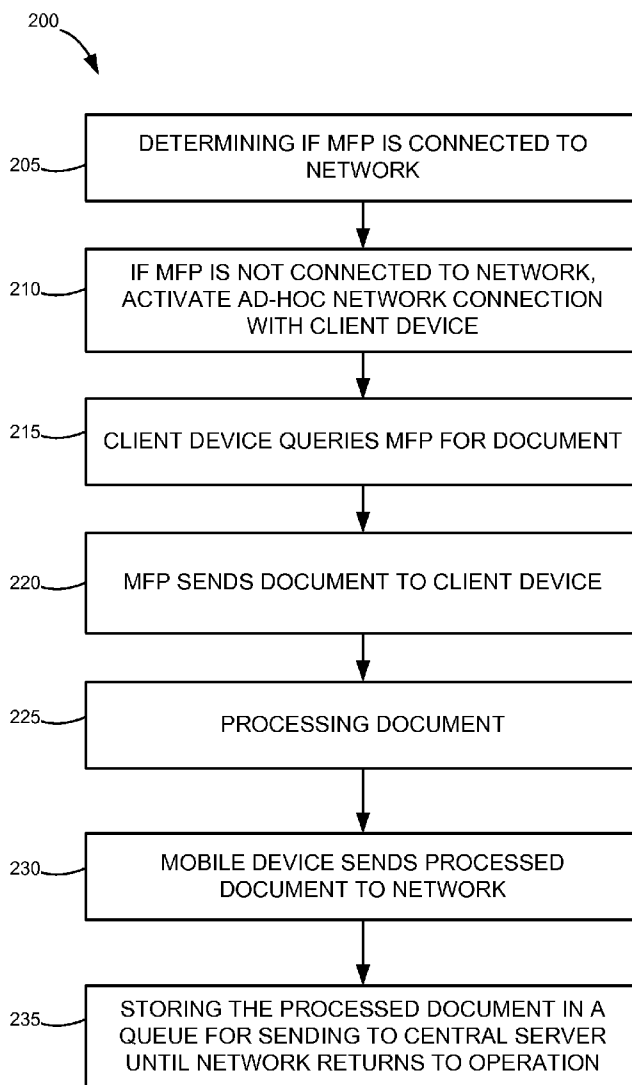 200
205
DETERMINING IF MFP IS CONNECTED TO
NETWORK
210
IF MFP IS NOT CONNECTED TO NETWORK,
ACTIVATE AD-HOC NETWORK CONNECTION
WITH CLIENT DEVICE
215
CLIENT DEVICE QUERIES MFP FOR DOCUMENT
220
MFP SENDS DOCUMENT TO CLIENT DEVICE
225
PROCESSING DOCUMENT
230
MOBILE DEVICE SENDS PROCESSED
DOCUMENT TO NETWORK
235
STORING THE PROCESSED DOCUMENT IN A
QUEUE FOR SENDING TO CENTRAL SERVER
UNTIL NETWORK RETURNS TO OPERATION